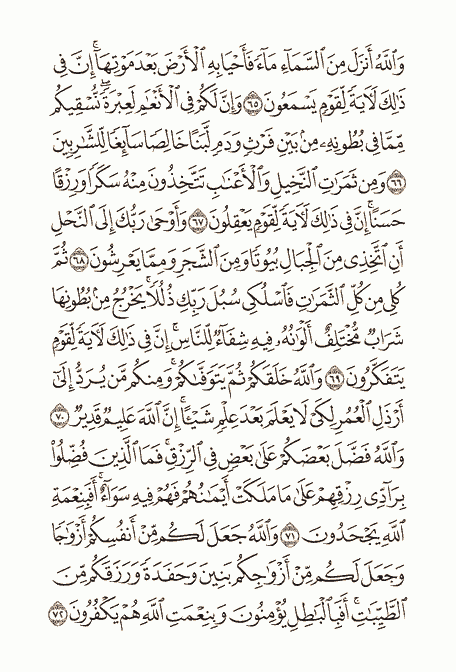 وَٱللَّهُ أَنزَلَ مِنَ ٱلسَّمَآءِ مَآءً فَأَحْيَا بِهِ ٱلْأَرْضَ بَعْدَ مَوْتِهَآ ۚ إِنَّ فِى
ذَٰلِكَ لَءَايَةً لِّقَوْمٍ يَسْمَعُونَ ٦٥ وَإِنَّ لَكُمْ فِى ٱلْأَنْعَٰمِ لَعِبْرَةً ۖ نُّسْقِيكُم
مِّمَّا فِى بُطُونِهِۦ مِنۢ بَيْنِ فَرْثٍ وَدَمٍ لَّبَنًا خَالِصًا سَآئِغًا لِّلشَّٰرِبِينَ
٦٦ وَمِن ثَمَرَٰتِ ٱلنَّخِيلِ وَٱلْأَعْنَٰبِ تَتَّخِذُونَ مِنْهُ سَكَرًا وَرِزْقًا
حَسَنًا ۗ إِنَّ فِى ذَٰلِكَ لَءَايَةً لِّقَوْمٍ يَعْقِلُونَ ٦٧ وَأَوْحَىٰ رَبُّكَ إِلَى ٱلنَّحْلِ
أَنِ ٱتَّخِذِى مِنَ ٱلْجِبَالِ بُيُوتًا وَمِنَ ٱلشَّجَرِ وَمِمَّا يَعْرِشُونَ ٦٨ ثُمَّ
كُلِى مِن كُلِّ ٱلثَّمَرَٰتِ فَٱسْلُكِى سُبُلَ رَبِّكِ ذُلُلًا ۚ يَخْرُجُ مِنۢ بُطُونِهَا
شَرَابٌ مُّخْتَلِفٌ أَلْوَٰنُهُۥ فِيهِ شِفَآءٌ لِّلنَّاسِ ۗ إِنَّ فِى ذَٰلِكَ لَءَايَةً لِّقَوْمٍ
يَتَفَكَّرُونَ ٦٩ وَٱللَّهُ خَلَقَكُمْ ثُمَّ يَتَوَفَّىٰكُمْ ۚ وَمِنكُم مَّن يُرَدُّ إِلَىٰٓ
أَرْذَلِ ٱلْعُمُرِ لِكَىْ لَا يَعْلَمَ بَعْدَ عِلْمٍ شَيْـًٔا ۚ إِنَّ ٱللَّهَ عَلِيمٌ قَدِيرٌ ٧٠
وَٱللَّهُ فَضَّلَ بَعْضَكُمْ عَلَىٰ بَعْضٍ فِى ٱلرِّزْقِ ۚ فَمَا ٱلَّذِينَ فُضِّلُوا۟
بِرَآدِّى رِزْقِهِمْ عَلَىٰ مَا مَلَكَتْ أَيْمَٰنُهُمْ فَهُمْ فِيهِ سَوَآءٌ ۚ أَفَبِنِعْمَةِ
ٱللَّهِ يَجْحَدُونَ ٧١ وَٱللَّهُ جَعَلَ لَكُم مِّنْ أَنفُسِكُمْ أَزْوَٰجًا
وَجَعَلَ لَكُم مِّنْ أَزْوَٰجِكُم بَنِينَ وَحَفَدَةً وَرَزَقَكُم مِّنَ
ٱلطَّيِّبَٰتِ ۚ أَفَبِٱلْبَٰطِلِ يُؤْمِنُونَ وَبِنِعْمَتِ ٱللَّهِ هُمْ يَكْفُرُونَ ٧٢